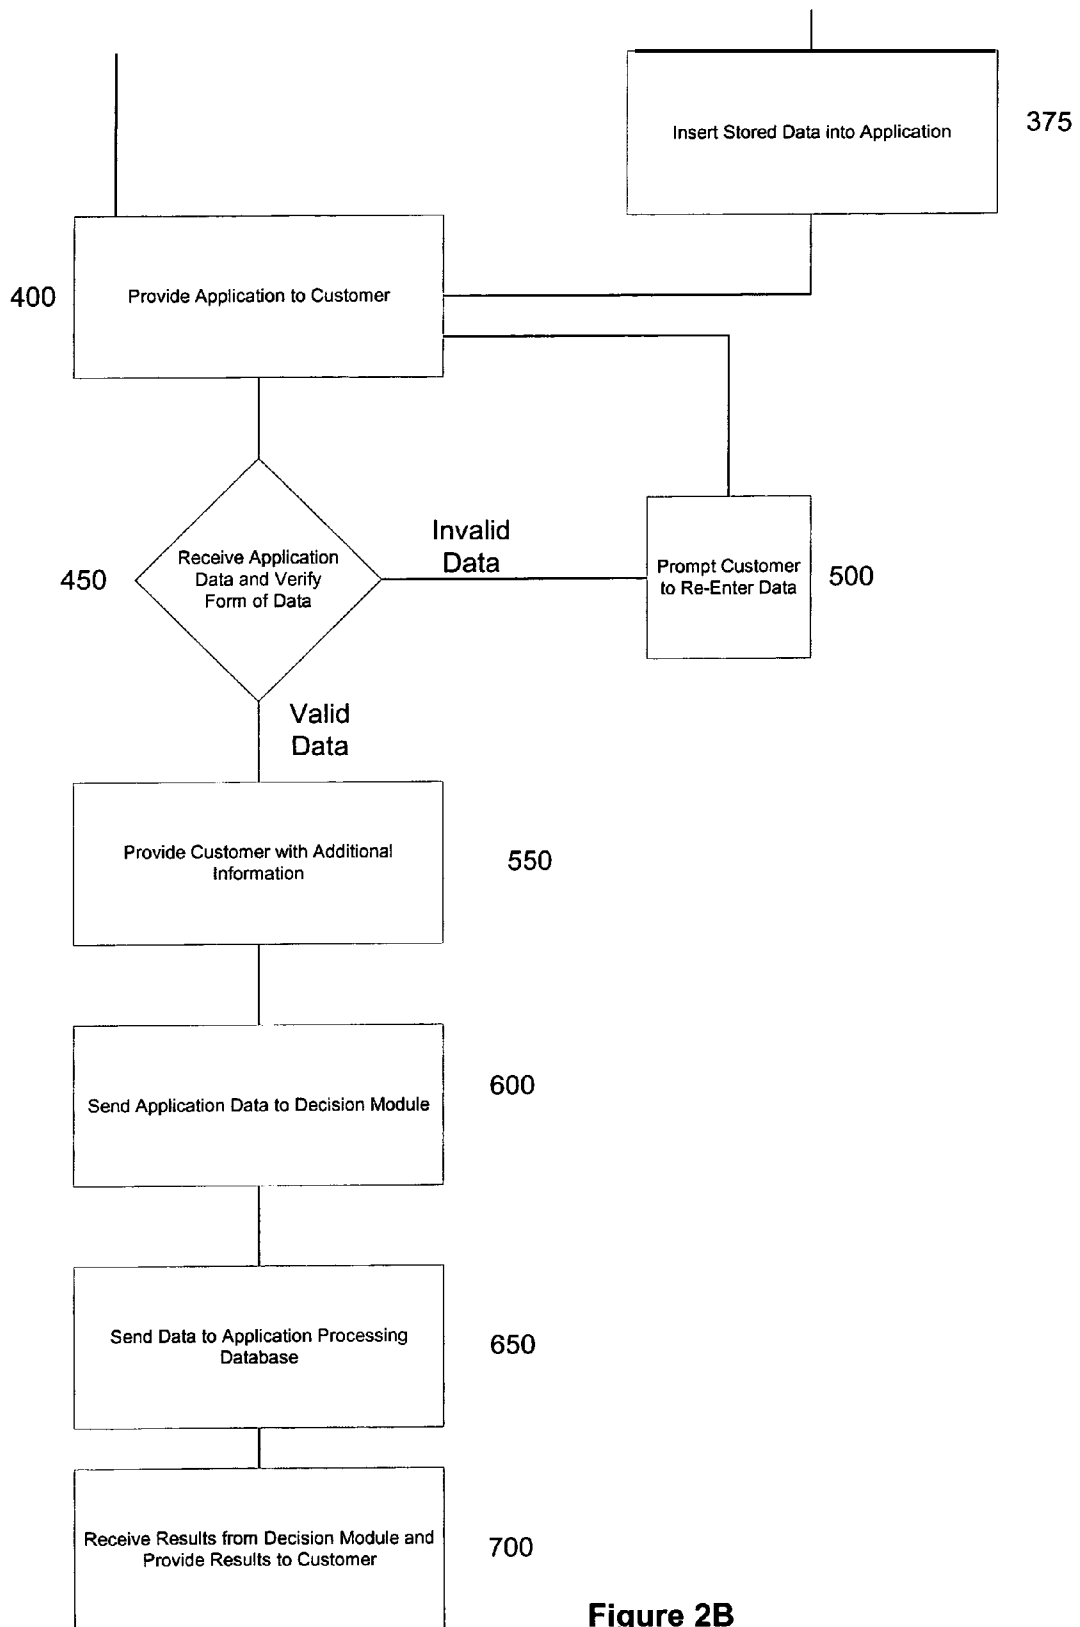 Insert Stored Data into Application
375
400
Provide Application to Customer
450
Receive Application
Data and Verify
Form of Data
Invalid
Data
Prompt Customer
to Re-Enter Data
500
Valid
Data
Provide Customer with Additional
Information
550
Send Application Data to Decision Module
600
Send Data to Application Processing
Database
650
Receive Results from Decision Module and
Provide Results to Customer
700
Figure 2B